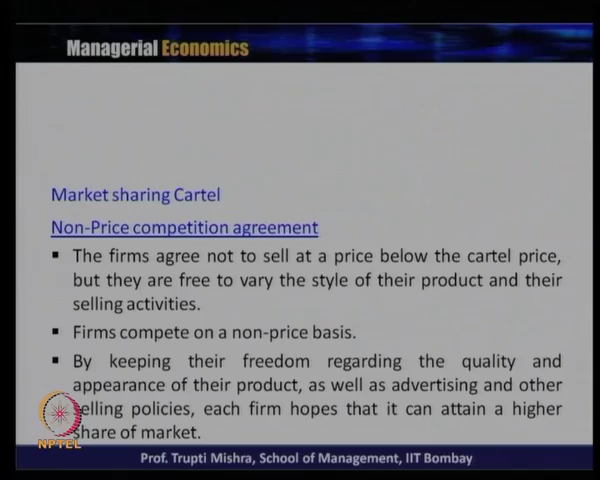 Managerial Economics
Market sharing Cartel
Non-Price competition agreement
▪ The firms agree not to sell at a price below the cartel price,
but they are free to vary the style of their product and their
selling activities.
▪ Firms compete on a non-price basis.
▪ By keeping their freedom regarding the quality and
appearance of their product, as well as advertising and other
selling policies, each firm hopes that it can attain a higher
share of market.
NPTEL
Prof. Trupti Mishra, School of Management, IIT Bombay